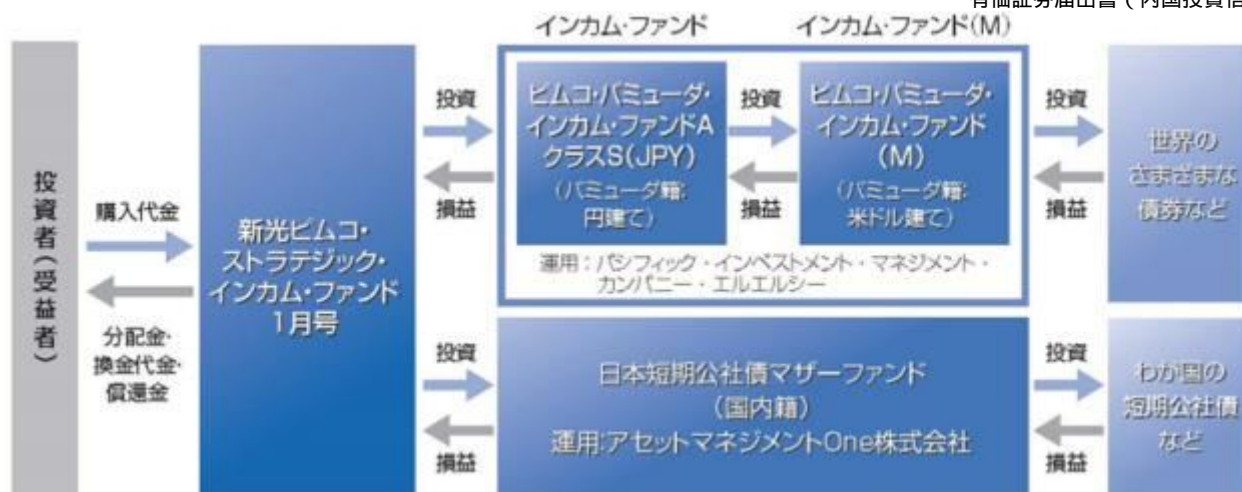 有価証券届出書(内国投資信
インカム・ファンド
インカム・ファンド(M)
投資者(受益者)
購入代金
分配金・
換金代金・
償還金
新光ピムコ・
ストラテジック・
インカム・ファンド
1月号
投資
損益
ピムコ・バミューダ・
インカム・ファンドA
クラスS(JPY)
(バミューダ籍:
円建て)
投資
損益
ピムコ・バミューダ・
インカム・ファンド
(M)
(バミューダ籍:
米ドル建て)
運用:パシフィック・インベストメント・マネジメント・
カンパニー・エルエルシー
投資
損益
世界の
さまざまな
債券など
投資
損益
日本短期公社債マザーファンド
(国内籍)
運用:アセットマネジメントOne株式会社
投資
損益
わが国の
短期公社債
など